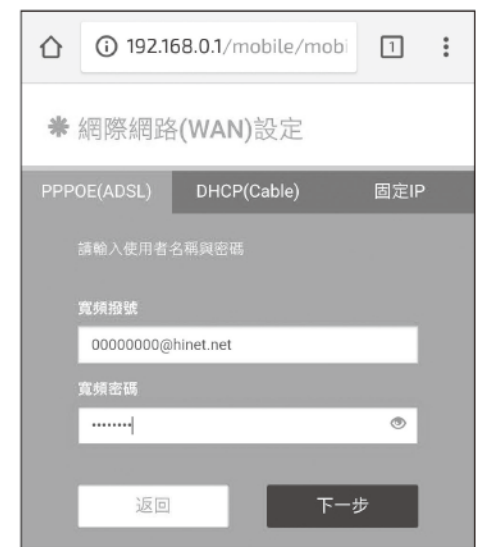 192.168.0.1/mobile/mobi 1
網際網路(WAN)設定
PPPOE(ADSL) DHCP(Cable) 固定IP
請輸入使用者名稱與密碼
寬頻撥號
00000000@hinet.net
寬頻密碼
••••••••
返回 下一步